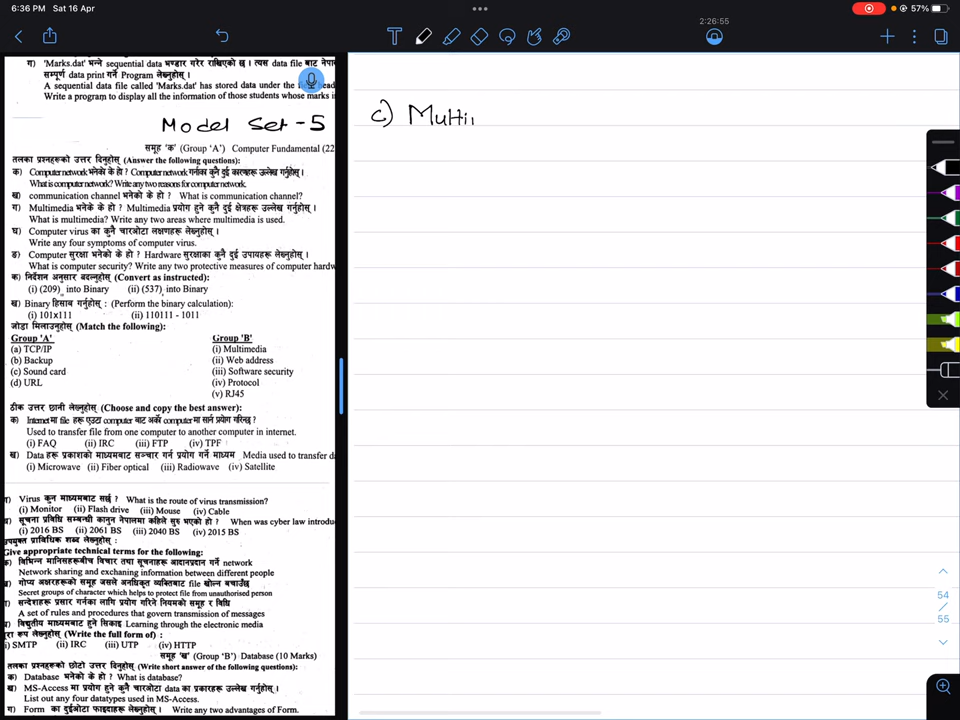 6:36 PM Sat 16 Apr
57%
2:26:55
ग) 'Marks.dat' भन्ने sequential data भण्डार गरेर राखिएको छ। त्यस data file बाट नेपा
सम्पूर्ण data print गर्ने Program लेख्नुहोस्।
A sequential data file called 'Marks.dat' has stored data under the
Write a program to display all the information of those students whose marks i
Model Set - 5
समूह 'क' (Group 'A') Computer Fundamental (22
तलका प्रश्नहरूको उत्तर दिनुहोस् (Answer the following questions):
क) Computer network भनेको के हो ? Computer network गर्नाका कुनै दुई कारणहरू उल्लेख गर्नुहोस्।
What is computer network? Write any two reasons for computer network.
ख) communication channel भनेको के हो ? What is communication channel?
ग) Multimedia भनेके के हो ? Multimedia प्रयोग हुने कुनै दुई क्षेत्रहरू उल्लेख गर्नुहोस्।
What is multimedia? Write any two areas where multimedia is used.
घ) Computer virus का कुनै चारओटा लक्षणहरू लेख्नुहोस्।
Write any four symptoms of computer virus.
ङ) Computer सुरक्षा भनेको के हो ? Hardware सुरक्षाका कुनै दुई उपायहरू लेख्नुहोस्।
What is computer security? Write any two protective measures of computer hardw
क) निर्देशन अनुसार बदल्नुहोस् (Convert as instructed):
(i) (209) into Binary (ii) (537) into Binary
ख) Binary हिसाब गर्नुहोस् : (Perform the binary calculation):
(i) 101x111 (ii) 110111 - 1011
जोडा मिलाउनुहोस् (Match the following):
Group 'A' Group 'B'
(a) TCP/IP (i) Multimedia
(b) Backup (ii) Web address
(c) Sound card (iii) Software security
(d) URL (iv) Protocol
(v) RJ45
ठीक उत्तर छानी लेख्नुहोस् (Choose and copy the best answer):
क) Internet मा file हरू एउटा computer बाट अर्को computer मा सार्न प्रयोग गरिन्छ ?
Used to transfer file from one computer to another computer in internet.
(i) FAQ (ii) IRC (iii) FTP (iv) TPF
ख) Data हरू प्रकाशको माध्यमबाट सञ्चार गर्न प्रयोग गर्ने माध्यम Media used to transfer d
(i) Microwave (ii) Fiber optical (iii) Radiowave (iv) Satellite
Virus कुन माध्यमबाट सर्छ ? What is the route of virus transmission?
(i) Monitor (ii) Flash drive (iii) Mouse (iv) Cable
सूचना प्रविधि सम्बन्धी कानुन नेपालमा कहिले सुरु भएको हो ? When was cyber law introdu
(i) 2016 BS (ii) 2061 BS (iii) 2040 BS (iv) 2015 BS
उपयुक्त प्राविधिक शब्द लेख्नुहोस् :
Give appropriate technical terms for the following:
विभिन्न मानिसहरूबीच विचार तथा सूचनाहरू आदानप्रदान गर्ने network
Network sharing and exchaning information between different people
गोप्य अक्षरहरूको समूह जसले अनधिकृत व्यक्तिबाट file खोल्न बचाउँछ
Secret groups of character which helps to protect file from unauthorised person
सन्देशहरू प्रसार गर्नका लागि प्रयोग गरिने नियमको समूह र विधि
A set of rules and procedures that govern transmission of messages
विद्युतीय माध्यमबाट हुने सिकाइ Learning through the electronic media
पूरा रूप लेख्नुहोस् (Write the full form of) :
i) SMTP (ii) IRC (iii) UTP (iv) HTTP
समूह 'ख' (Group 'B') Database (10 Marks)
तलका प्रश्नहरूको छोटो उत्तर दिनुहोस् (Write short answer of the following questions):
क) Database भनेको के हो ? What is database?
ख) MS-Access मा प्रयोग हुने कुनै चारओटा data का प्रकारहरू उल्लेख गर्नुहोस्।
List out any four datatypes used in MS-Access.
ग) Form का दुईओटा फाइदाहरू लेख्नुहोस्। Write any two advantages of Form.
c) Multi
54
/
55